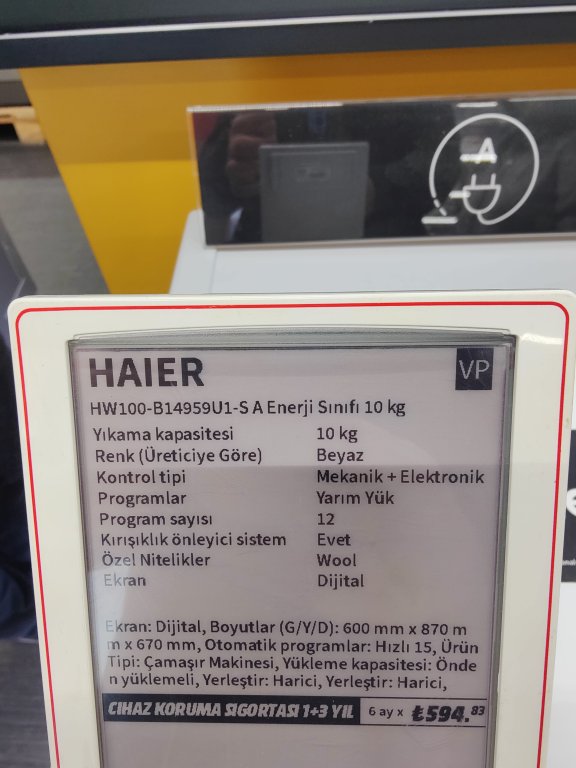 A
HAIER
VP
HW100-B14959U1-S A Enerji Sınıfı 10 kg
Yıkama kapasitesi 10 kg
Renk (Üreticiye Göre) Beyaz
Kontrol tipi Mekanik + Elektronik
Programlar Yarım Yük
Program sayısı 12
Kırışıklık önleyici sistem Evet
Özel Nitelikler Wool
Ekran Dijital
Ekran: Dijital, Boyutlar (G/Y/D): 600 mm x 870 m
m x 670 mm, Otomatik programlar: Hızlı 15, Ürün
Tipi: Çamaşır Makinesi, Yükleme kapasitesi: Önde
n yüklemeli, Yerleştir: Harici, Yerleştir: Harici,
CIHAZ KORUMA SIGORTASI 1+3 YIL 6 ay x ₺594.83